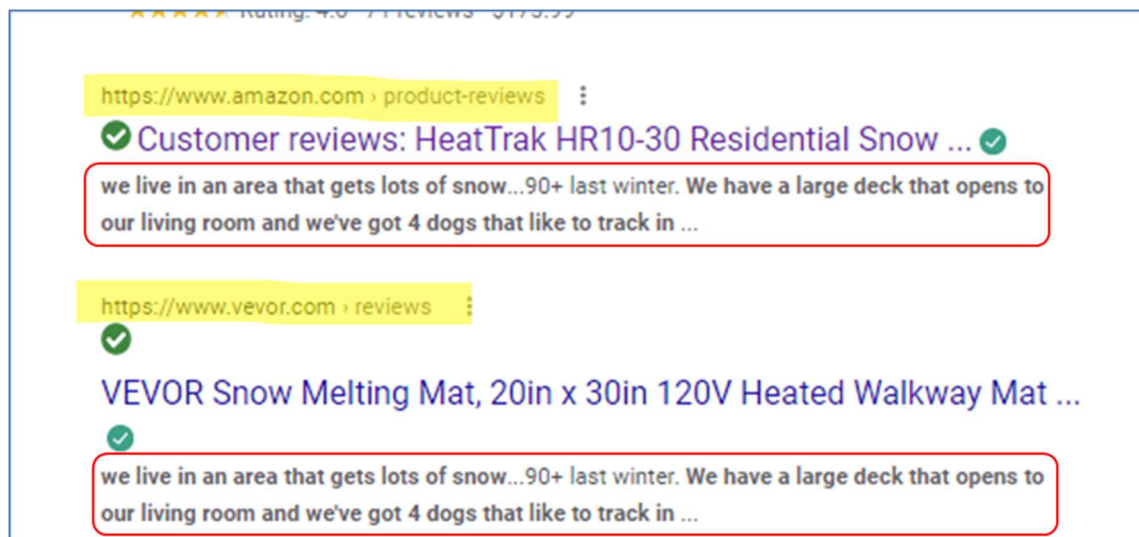 https://www.amazon.com › product-reviews
Customer reviews: HeatTrak HR10-30 Residential Snow ...
we live in an area that gets lots of snow...90+ last winter. We have a large deck that opens to
our living room and we've got 4 dogs that like to track in ...
https://www.vevor.com › reviews
VEVOR Snow Melting Mat, 20in x 30in 120V Heated Walkway Mat ...
we live in an area that gets lots of snow...90+ last winter. We have a large deck that opens to
our living room and we've got 4 dogs that like to track in ...